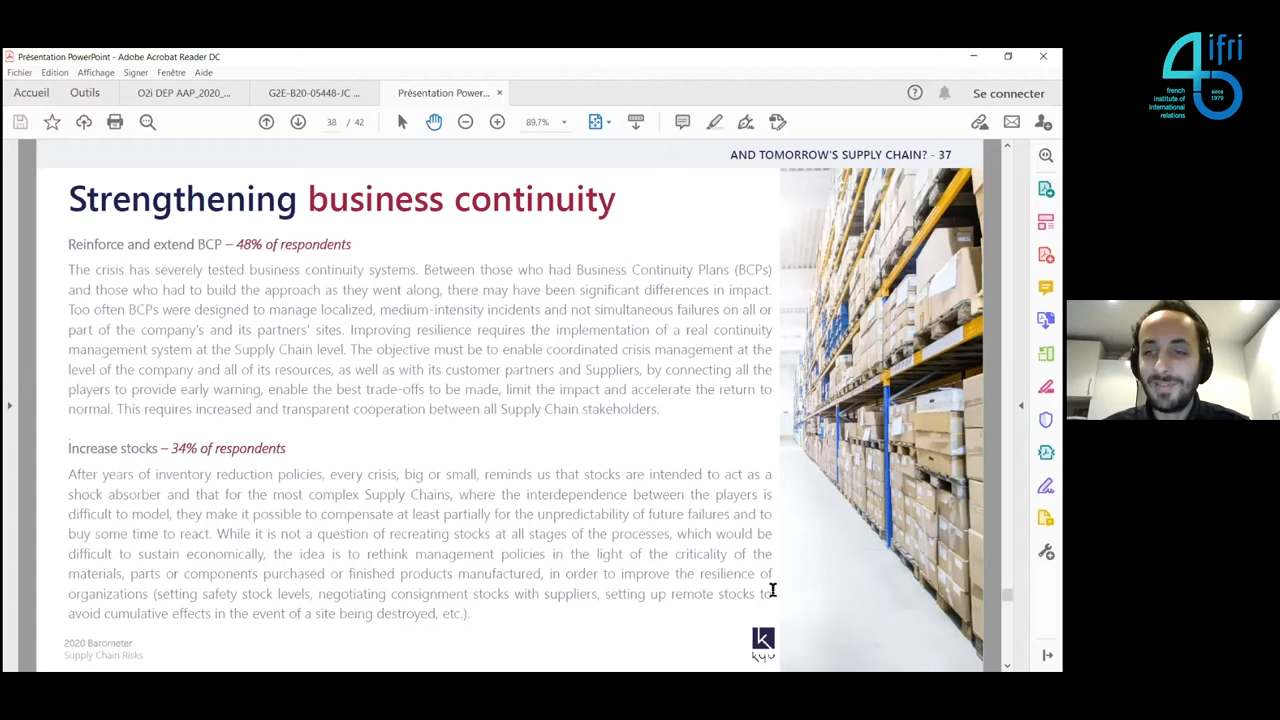 Présentation PowerPoint - Adobe Acrobat Reader DC
Fichier Edition Affichage Signer Fenêtre Aide
Accueil Outils O2i DEP AAP_2020_... G2E-B20-05448-JC ... Présentation Power... ×
Se connecter
38 / 42 89,7%
AND TOMORROW'S SUPPLY CHAIN? - 37
Strengthening business continuity
Reinforce and extend BCP – 48% of respondents
The crisis has severely tested business continuity systems. Between those who had Business Continuity Plans (BCPs)
and those who had to build the approach as they went along, there may have been significant differences in impact.
Too often BCPs were designed to manage localized, medium-intensity incidents and not simultaneous failures on all or
part of the company's and its partners' sites. Improving resilience requires the implementation of a real continuity
management system at the Supply Chain level. The objective must be to enable coordinated crisis management at the
level of the company and all of its resources, as well as with its customer partners and Suppliers, by connecting all the
players to provide early warning, enable the best trade-offs to be made, limit the impact and accelerate the return to
normal. This requires increased and transparent cooperation between all Supply Chain stakeholders.
Increase stocks – 34% of respondents
After years of inventory reduction policies, every crisis, big or small, reminds us that stocks are intended to act as a
shock absorber and that for the most complex Supply Chains, where the interdependence between the players is
difficult to model, they make it possible to compensate at least partially for the unpredictability of future failures and to
buy some time to react. While it is not a question of recreating stocks at all stages of the processes, which would be
difficult to sustain economically, the idea is to rethink management policies in the light of the criticality of the
materials, parts or components purchased or finished products manufactured, in order to improve the resilience of
organizations (setting safety stock levels, negotiating consignment stocks with suppliers, setting up remote stocks to
avoid cumulative effects in the event of a site being destroyed, etc.).
2020 Barometer
Supply Chain Risks
k
kyu
ifri
45
french
institute of
international
relations
since
1979